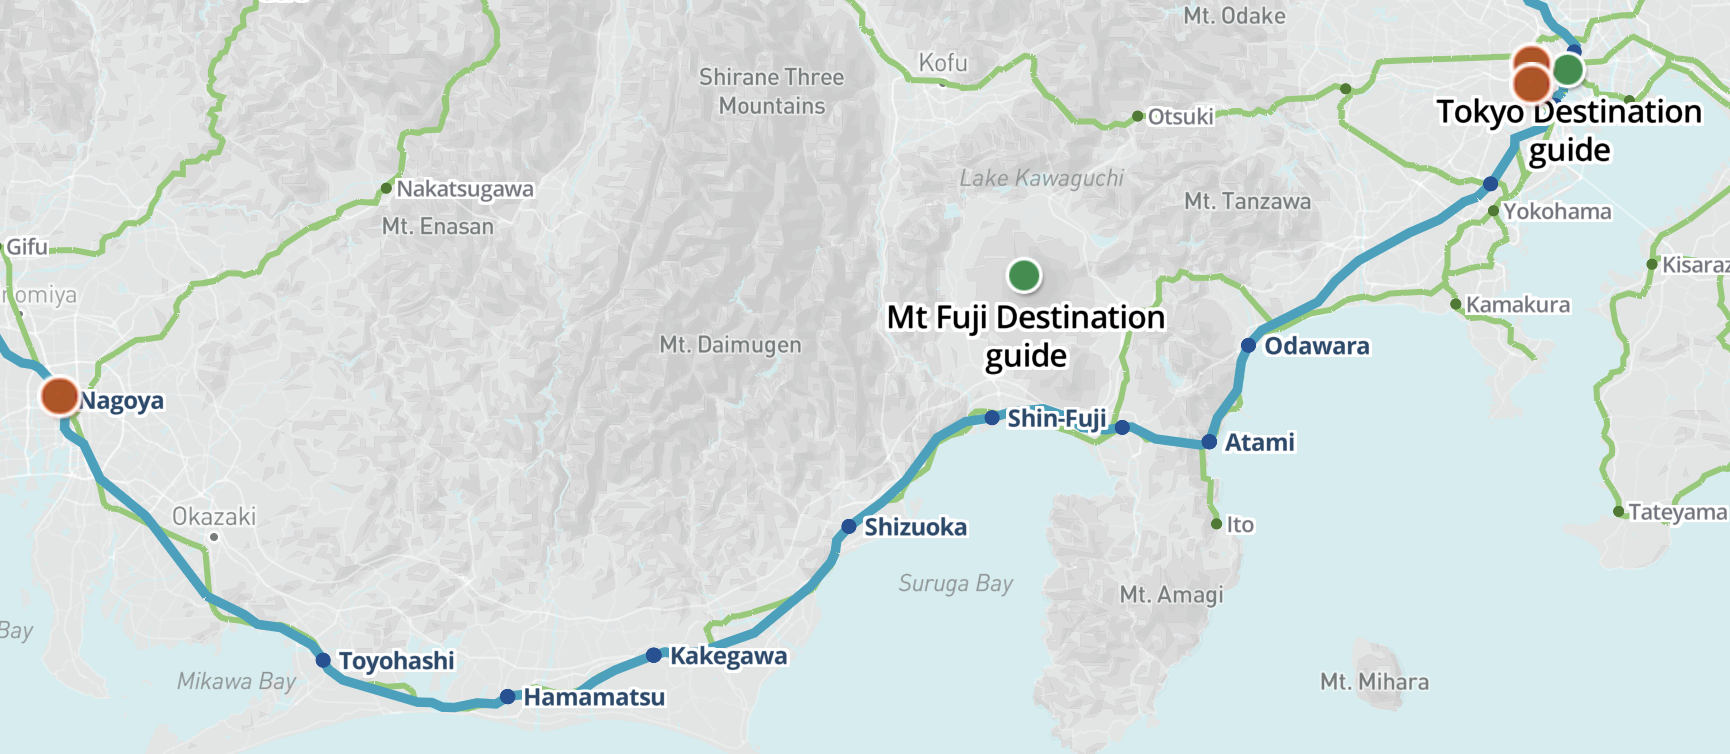 Mt. Odake
Kofu
Shirane Three
Mountains
Otsuki
Tokyo Destination
guide
Lake Kawaguchi
Nakatsugawa
Mt. Tanzawa
Yokohama
Mt. Enasan
Gifu
Kisaraz
nomiya
Kamakura
Mt Fuji Destination
guide
Mt. Daimugen
Odawara
Nagoya
Shin-Fuji
Atami
Okazaki
Tateyama
Ito
Shizuoka
Suruga Bay
Mt. Amagi
Bay
Toyohashi
Kakegawa
Mikawa Bay
Mt. Mihara
Hamamatsu